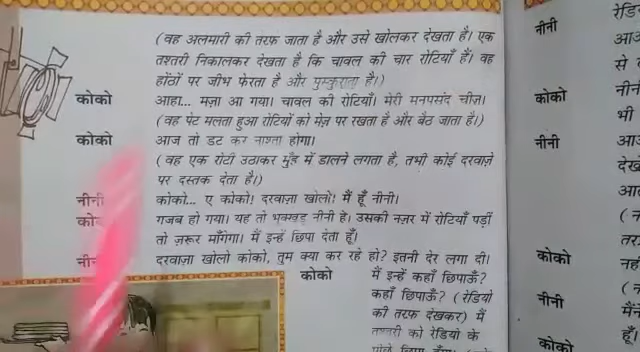 (वह अलमारी की तरफ़ जाता है और उसे खोलकर देखता है। एक
तश्तरी निकालकर देखता है कि चावल की चार रोटियाँ हैं। वह
होंठों पर जीभ फेरता है और मुस्कुराता है।)
कोको आहा... मज़ा आ गया। चावल की रोटियाँ। मेरी मनपसंद चीज़।
(वह पेट मलता हुआ रोटियों को मेज़ पर रखता है और बैठ जाता है।)
कोको आज तो डट कर नाश्ता होगा।
(वह एक रोटी उठाकर मुँह में डालने लगता है, तभी कोई दरवाज़े
पर दस्तक देता है।)
नीनी कोको... ए कोको! दरवाज़ा खोलो! मैं हूँ नीनी।
को गजब हो गया। यह तो भुक्खड़ नीनी है। उसकी नज़र में रोटियाँ पड़ीं
तो ज़रूर माँगेगा। मैं इन्हें छिपा देता हूँ।
नी दरवाज़ा खोलो कोको, तुम क्या कर रहे हो? इतनी देर लगा दी।
कोको मैं इन्हें कहाँ छिपाऊँ?
कहाँ छिपाऊँ? (रेडियो
की तरफ़ देखकर) मैं
तश्तरी को रेडियो के
नीनी
कोको
नीनी
कोको
नीनी
कोको